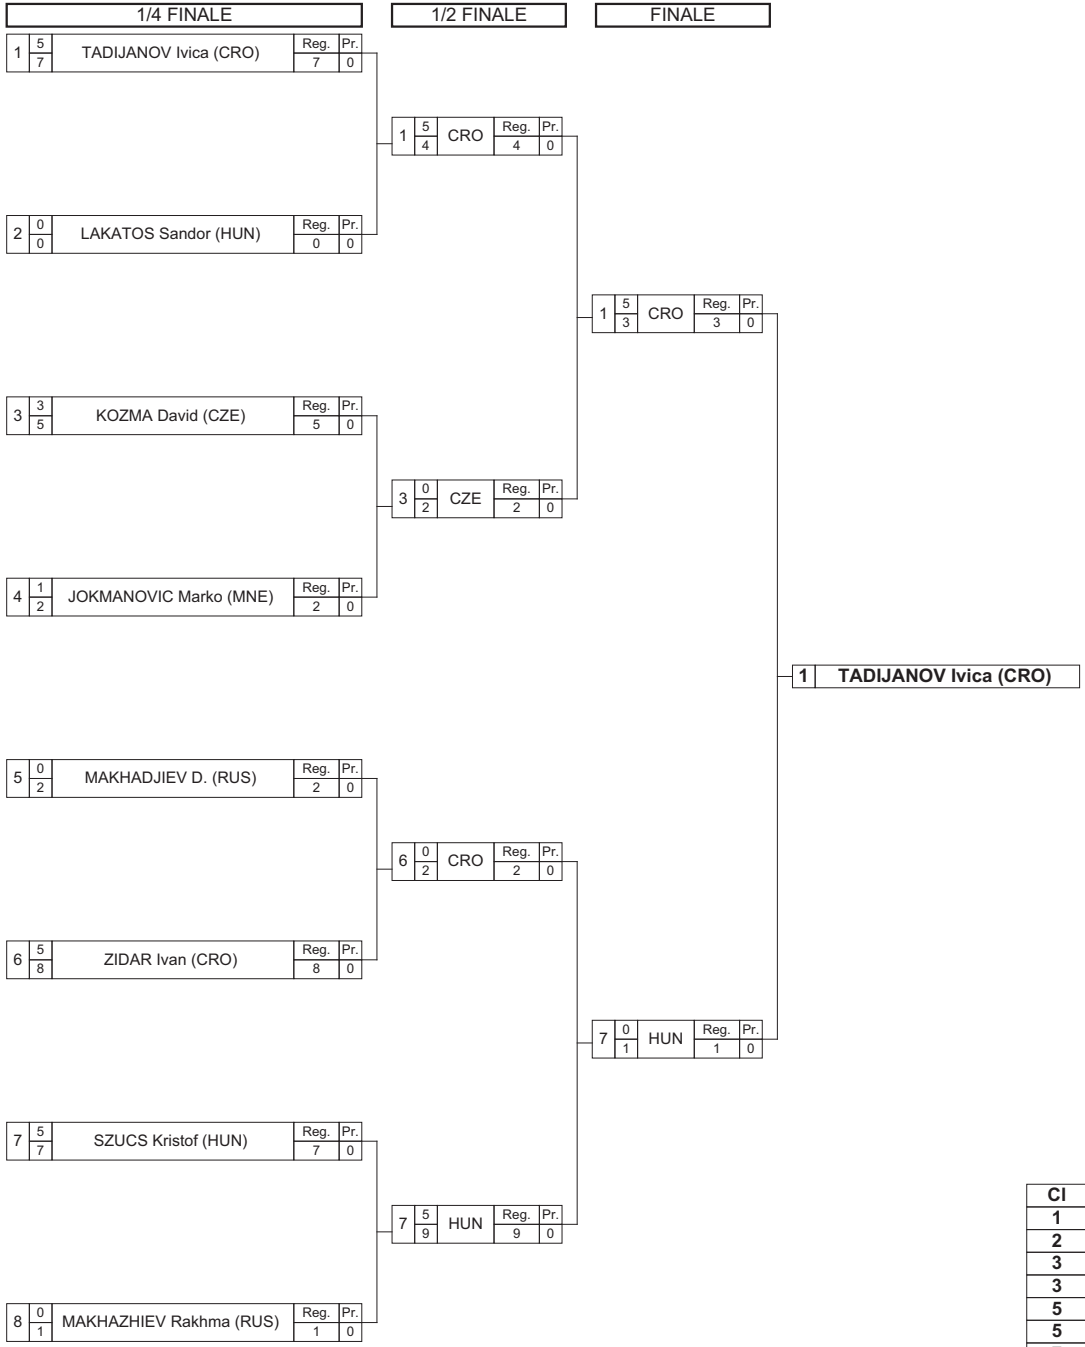 1/4 FINALE 1/2 FINALE FINALE
1 5 7 TADIJANOV Ivica (CRO) Reg. Pr. 7 0
1 5 4 CRO Reg. Pr. 4 0
2 0 0 LAKATOS Sandor (HUN) Reg. Pr. 0 0
1 5 3 CRO Reg. Pr. 3 0
3 3 5 KOZMA David (CZE) Reg. Pr. 5 0
3 0 2 CZE Reg. Pr. 2 0
4 1 2 JOKMANOVIC Marko (MNE) Reg. Pr. 2 0
1 TADIJANOV Ivica (CRO)
5 0 2 MAKHADJIEV D. (RUS) Reg. Pr. 2 0
6 0 2 CRO Reg. Pr. 2 0
6 5 8 ZIDAR Ivan (CRO) Reg. Pr. 8 0
7 0 1 HUN Reg. Pr. 1 0
7 5 7 SZUCS Kristof (HUN) Reg. Pr. 7 0
7 5 9 HUN Reg. Pr. 9 0
8 0 1 MAKHAZHIEV Rakhma (RUS) Reg. Pr. 1 0
Cl
1
2
3
3
5
5